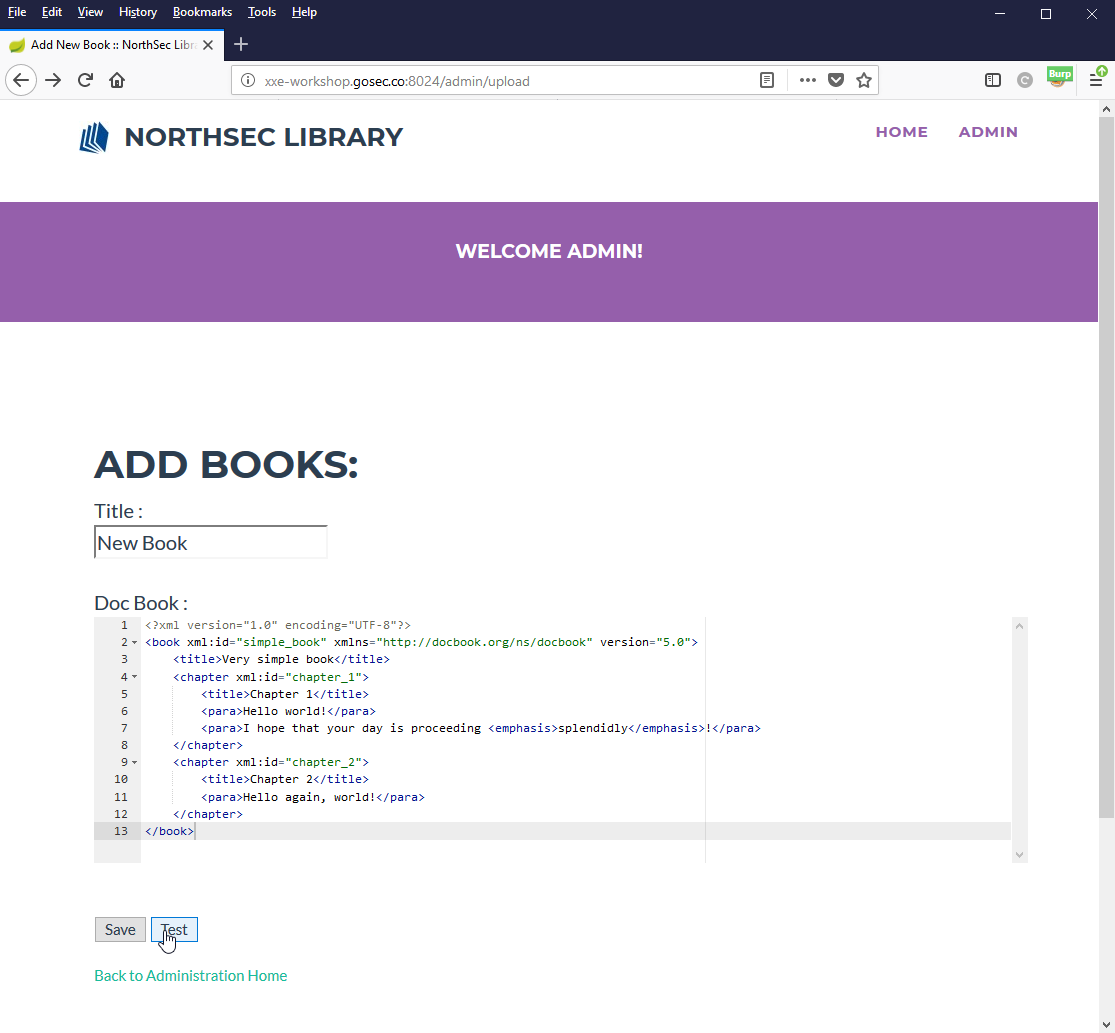 File Edit View History Bookmarks Tools Help
Add New Book :: NorthSec Libr
xxe-workshop.gosec.co:8024/admin/upload
C
Burp
NORTHSEC LIBRARY
HOME ADMIN
WELCOME ADMIN!
ADD BOOKS:
Title :
New Book
Doc Book :
1 <?xml version="1.0" encoding="UTF-8"?>
2 <book xml:id="simple_book" xmlns="http://docbook.org/ns/docbook" version="5.0">
3 <title>Very simple book</title>
4 <chapter xml:id="chapter_1">
5 <title>Chapter 1</title>
6 <para>Hello world!</para>
7 <para>I hope that your day is proceeding <emphasis>splendidly</emphasis>!</para>
8 </chapter>
9 <chapter xml:id="chapter_2">
10 <title>Chapter 2</title>
11 <para>Hello again, world!</para>
12 </chapter>
13 </book>
Save Test
Back to Administration Home